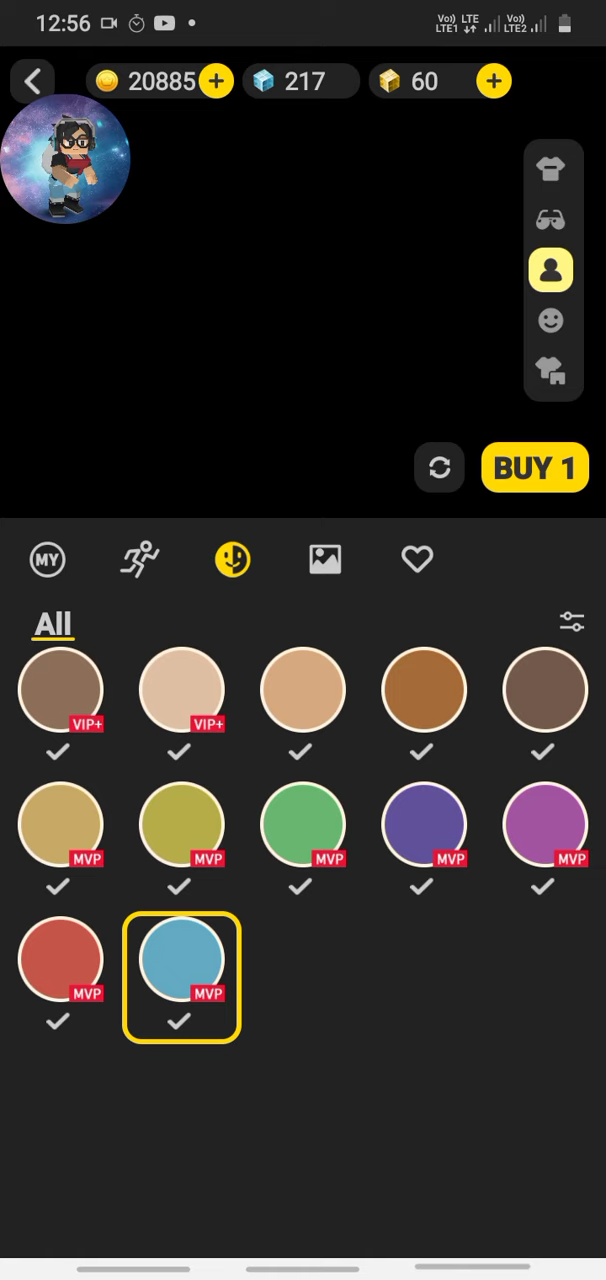 12:56 Vo) LTE Vo)
LTE1 LTE2
20885 217 60
BUY 1
MY
All
VIP+ VIP+
MVP MVP MVP MVP MVP
MVP MVP